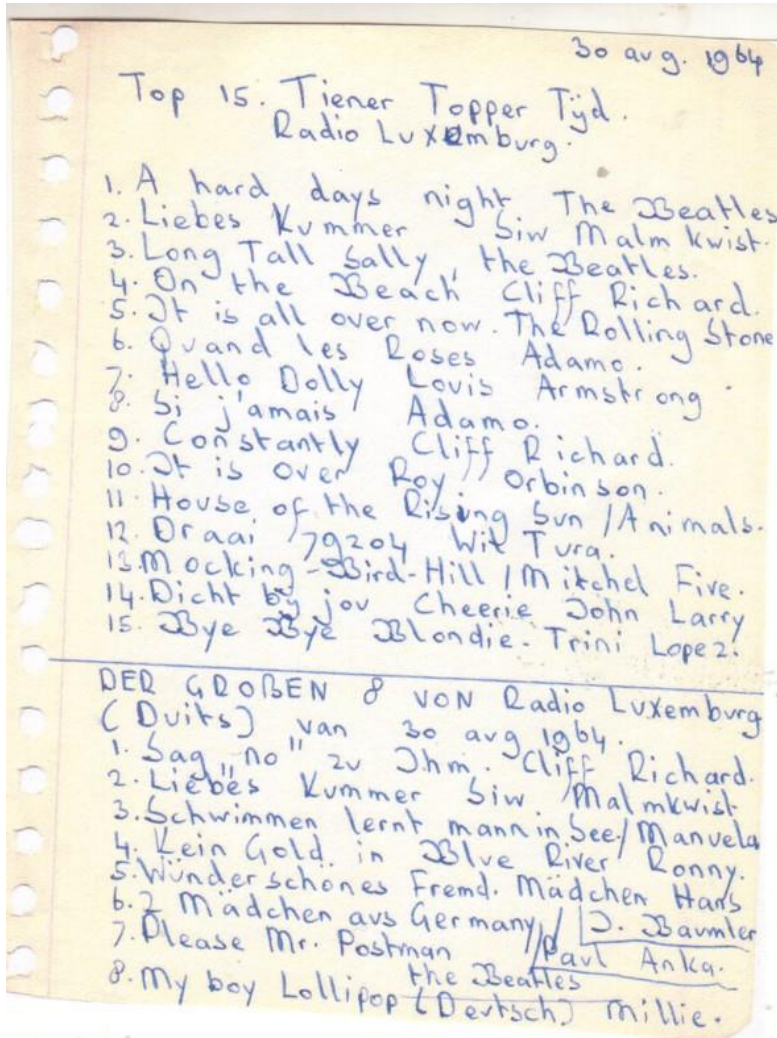 30 aug. 1964
Top 15. Tiener Topper Tÿd.
Radio Luxemburg.
1. A hard days night The Beatles
2. Liebes Kummer Siw Malm kwist.
3. Long Tall Sally, the Beatles.
4. On the Beach Cliff Richard.
5. It is all over now. The Rolling Stone
6. Quand les Roses Adamo.
7. Hello Dolly Louis Armstrong.
8. Si j'amais Adamo.
9. Constantly Cliff Richard.
10. It is over Roy Orbinson.
11. House of the Rising Sun / Animals.
12. Draai 79204 Wil Tura.
13. Mocking-Bird-Hill / Mitchel Five.
14. Dicht by jou Cheerie John Larry
15. Bye Bye Blondie. Trini Lopez.
DER GROßEN 8 VON Radio Luxemburg
(Duits) van 30 aug 1964.
1. Sag „no" zu Ihm. Cliff Richard.
2. Liebes Kummer Siw. Malmkwist
3. Schwimmen lernt mann in See / Manuela
4. Kein Gold in Blue River Ronny.
5. Wünderschönes Fremd. Mädchen Hans
6. 2 Mädchen aus Germany / J. Baumler
7. Please Mr. Postman / Paul Anka.
the Beatles
8. My boy Lollipop (Deutsch) Millie.